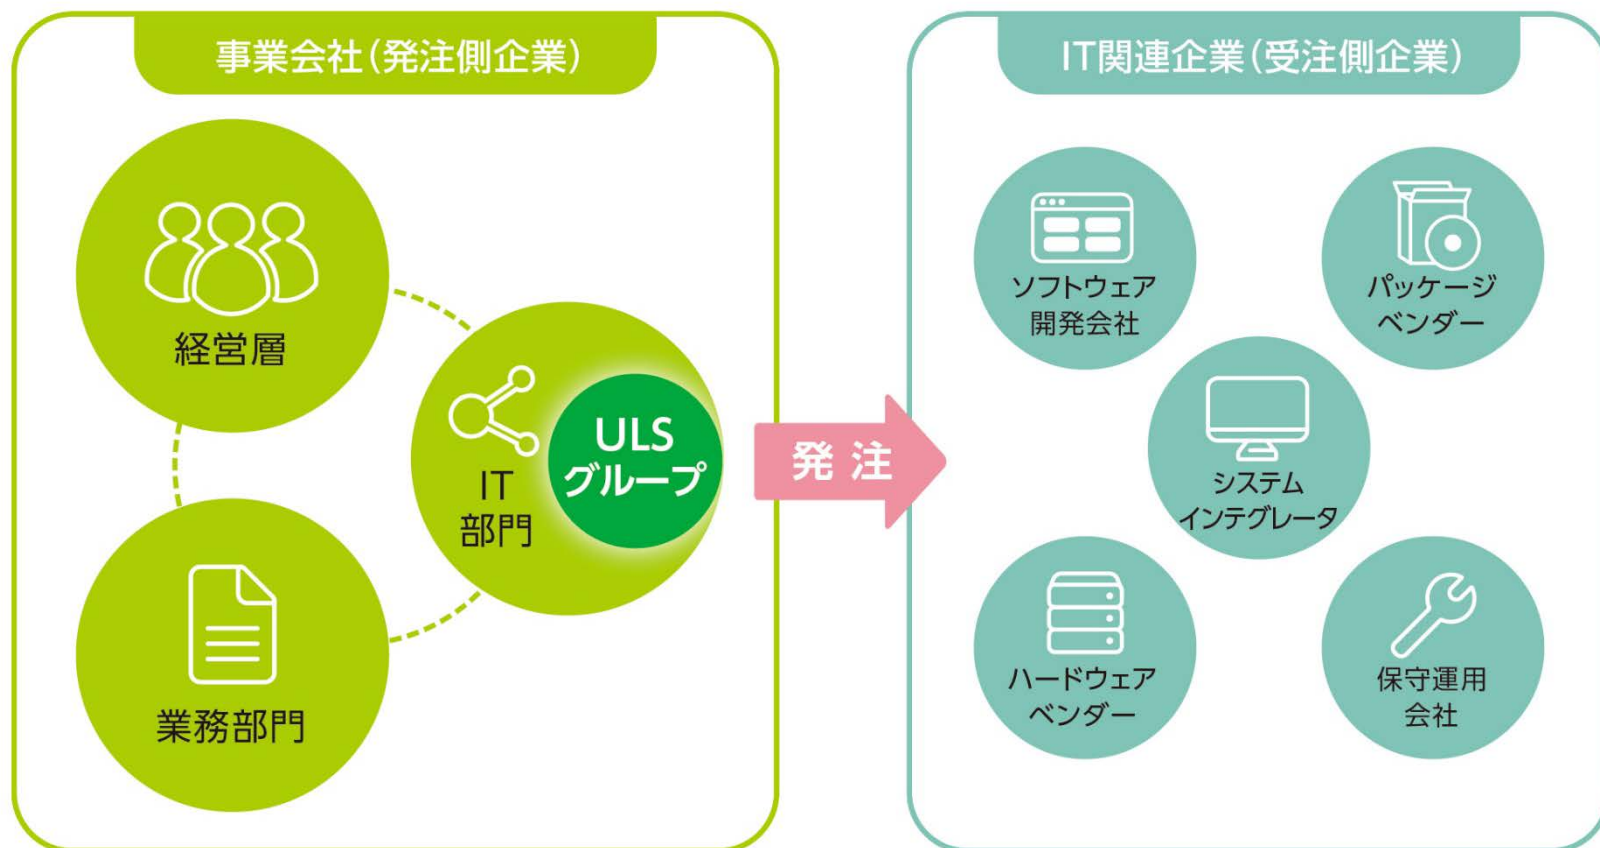 事業会社(発注側企業)
経営層
IT
部門
ULS
グループ
業務部門
発注
IT関連企業(受注側企業)
ソフトウェア
開発会社
パッケージ
ベンダー
システム
インテグレータ
ハードウェア
ベンダー
保守運用
会社